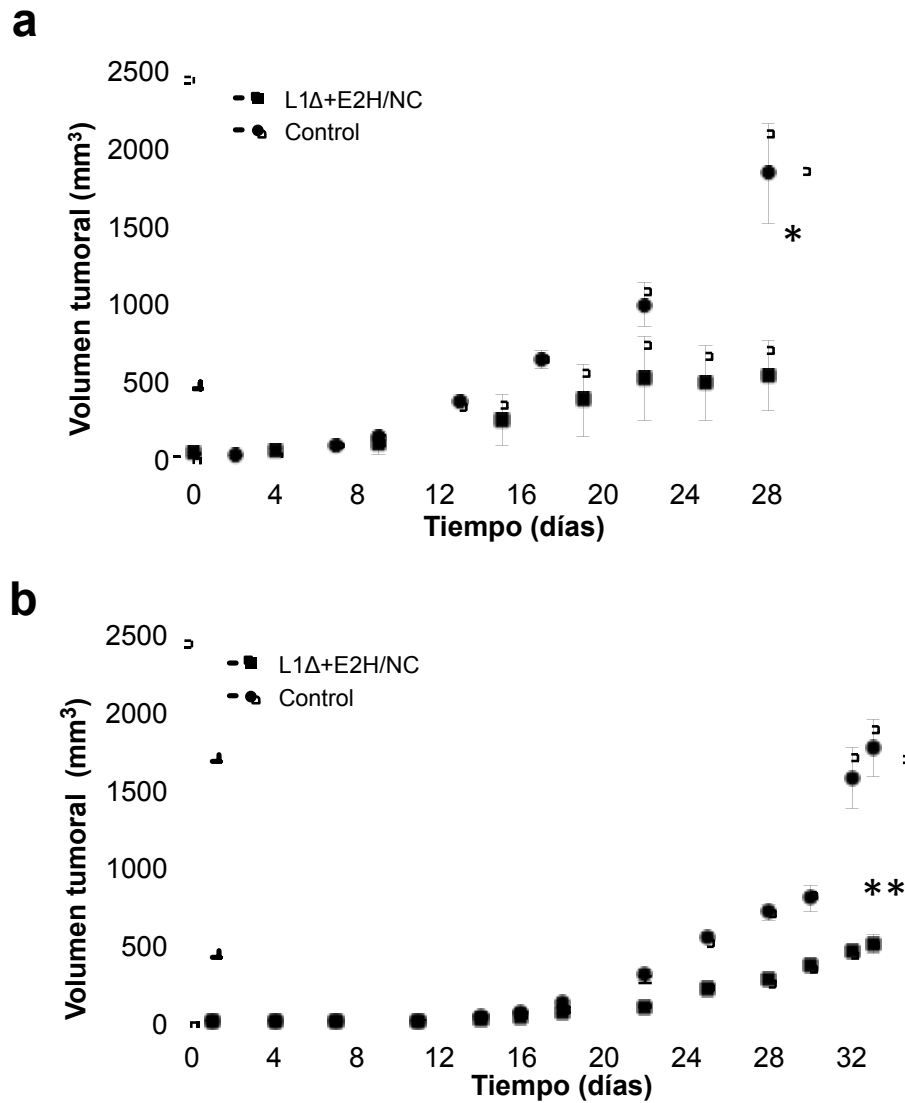 a
Volumen tumoral (mm³)
2500
2000
1500
1000
500
0
L1Δ+E2H/NC
Control
*
0 4 8 12 16 20 24 28
Tiempo (días)
b
Volumen tumoral (mm³)
2500
2000
1500
1000
500
0
L1Δ+E2H/NC
Control
**
0 4 8 12 16 20 24 28 32
Tiempo (días)